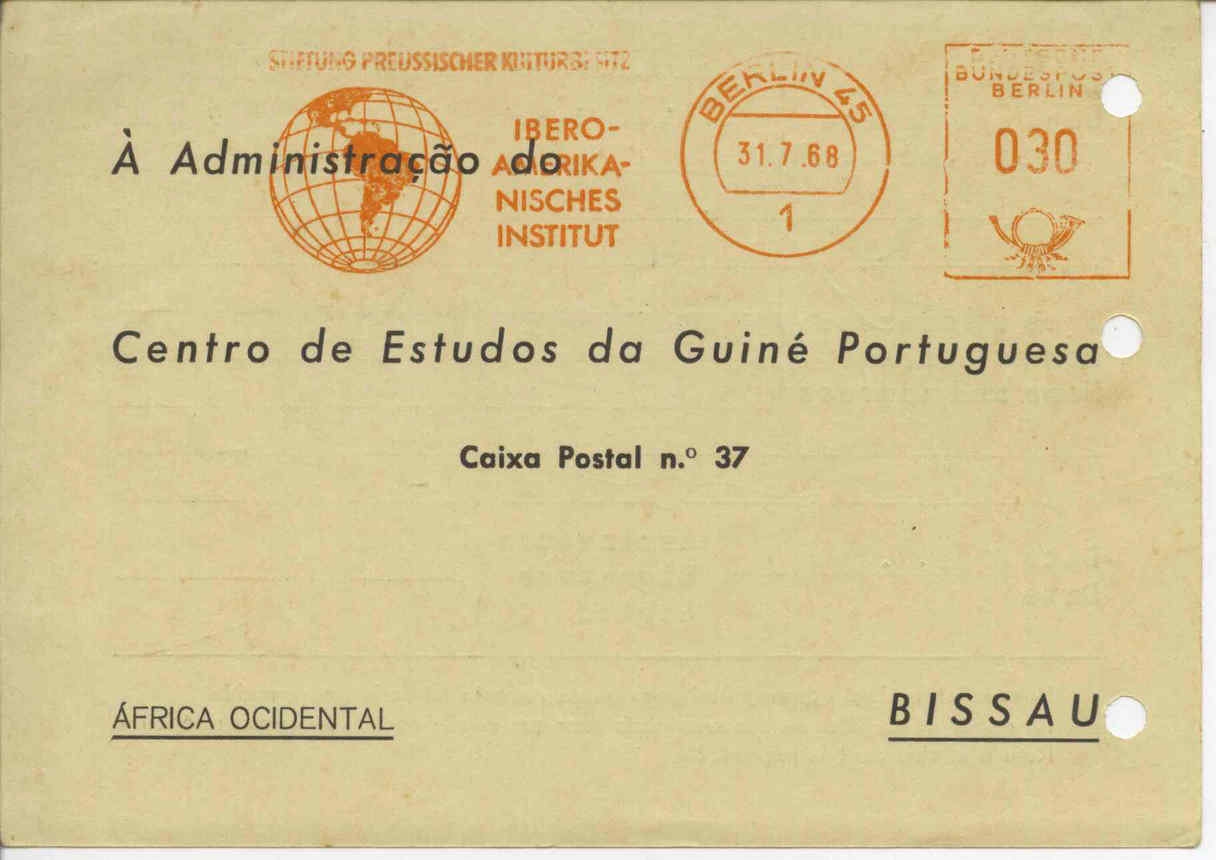 STIFTUNG PREUSSISCHER KULTURBESITZ
IBERO-
AMERIKA-
NISCHES
INSTITUT
BERLIN 45
31.7.68
1
BUNDESPOST
BERLIN
030
À Administração do
Centro de Estudos da Guiné Portuguesa
Caixa Postal n.º 37
ÁFRICA OCIDENTAL
BISSAU